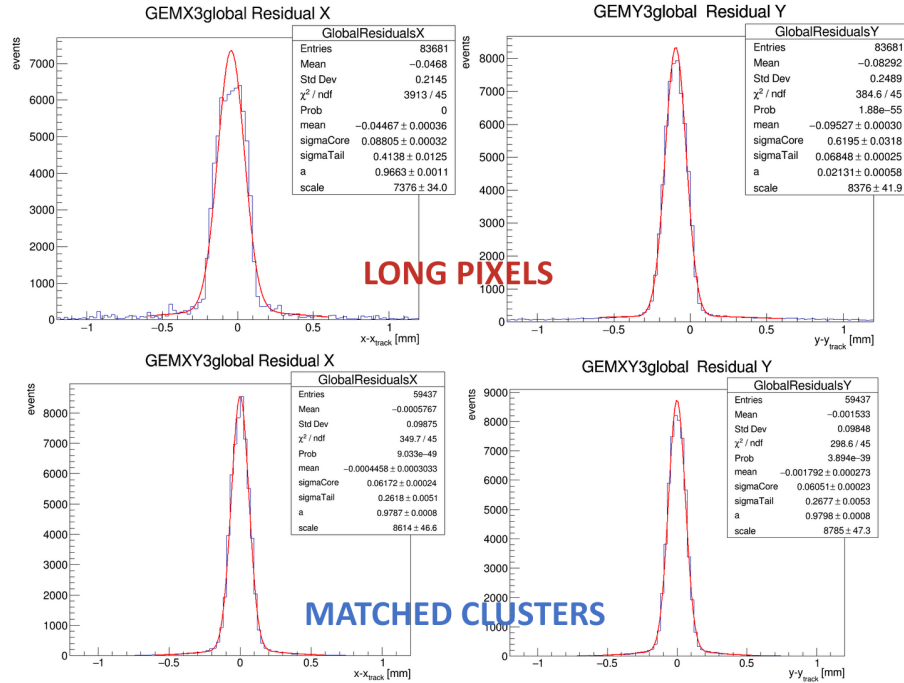 GEMX3global Residual X
GlobalResidualsX
Entries 83681
Mean −0.0468
Std Dev 0.2145
χ² / ndf 3913 / 45
Prob 0
mean −0.04467 ± 0.00036
sigmaCore 0.08805 ± 0.00032
sigmaTail 0.4138 ± 0.0125
a 0.9663 ± 0.0011
scale 7376 ± 34.0
events
7000
6000
5000
4000
3000
2000
1000
0
−1 −0.5 0 0.5 1
x-xtrack [mm]
GEMY3global Residual Y
GlobalResidualsY
Entries 83681
Mean −0.08292
Std Dev 0.2489
χ² / ndf 384.6 / 45
Prob 1.88e−55
mean −0.09527 ± 0.00030
sigmaCore 0.6195 ± 0.0318
sigmaTail 0.06848 ± 0.00025
a 0.02131 ± 0.00058
scale 8376 ± 41.9
events
8000
7000
6000
5000
4000
3000
2000
1000
0
−1 −0.5 0 0.5 1
y-ytrack [mm]
LONG PIXELS
GEMXY3global Residual X
GlobalResidualsX
Entries 59437
Mean −0.0005767
Std Dev 0.09875
χ² / ndf 349.7 / 45
Prob 9.033e−49
mean −0.0004458 ± 0.0003033
sigmaCore 0.06172 ± 0.00024
sigmaTail 0.2618 ± 0.0051
a 0.9787 ± 0.0008
scale 8614 ± 46.6
events
8000
7000
6000
5000
4000
3000
2000
1000
0
−1 −0.5 0 0.5 1
x-xtrack [mm]
GEMXY3global Residual Y
GlobalResidualsY
Entries 59437
Mean −0.001533
Std Dev 0.09848
χ² / ndf 298.6 / 45
Prob 3.894e−39
mean −0.001792 ± 0.000273
sigmaCore 0.06051 ± 0.00023
sigmaTail 0.2677 ± 0.0053
a 0.9798 ± 0.0008
scale 8785 ± 47.3
events
9000
8000
7000
6000
5000
4000
3000
2000
1000
0
−1 −0.5 0 0.5 1
y-ytrack [mm]
MATCHED CLUSTERS